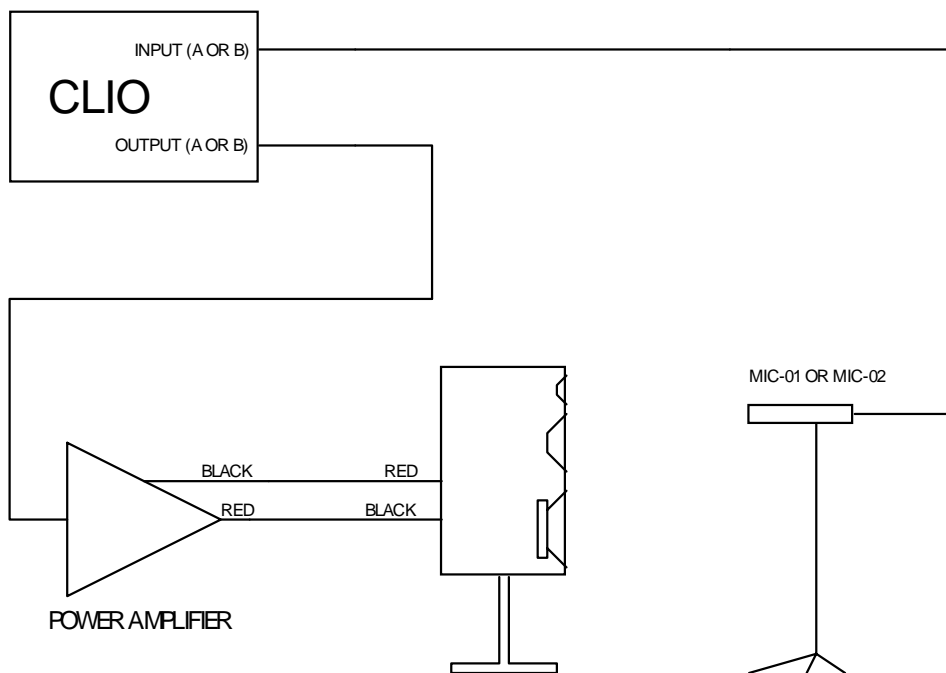 INPUT (A OR B)
CLIO
OUTPUT (A OR B)
MIC-01 OR MIC-02
BLACK
RED
RED
BLACK
POWER AMPLIFIER